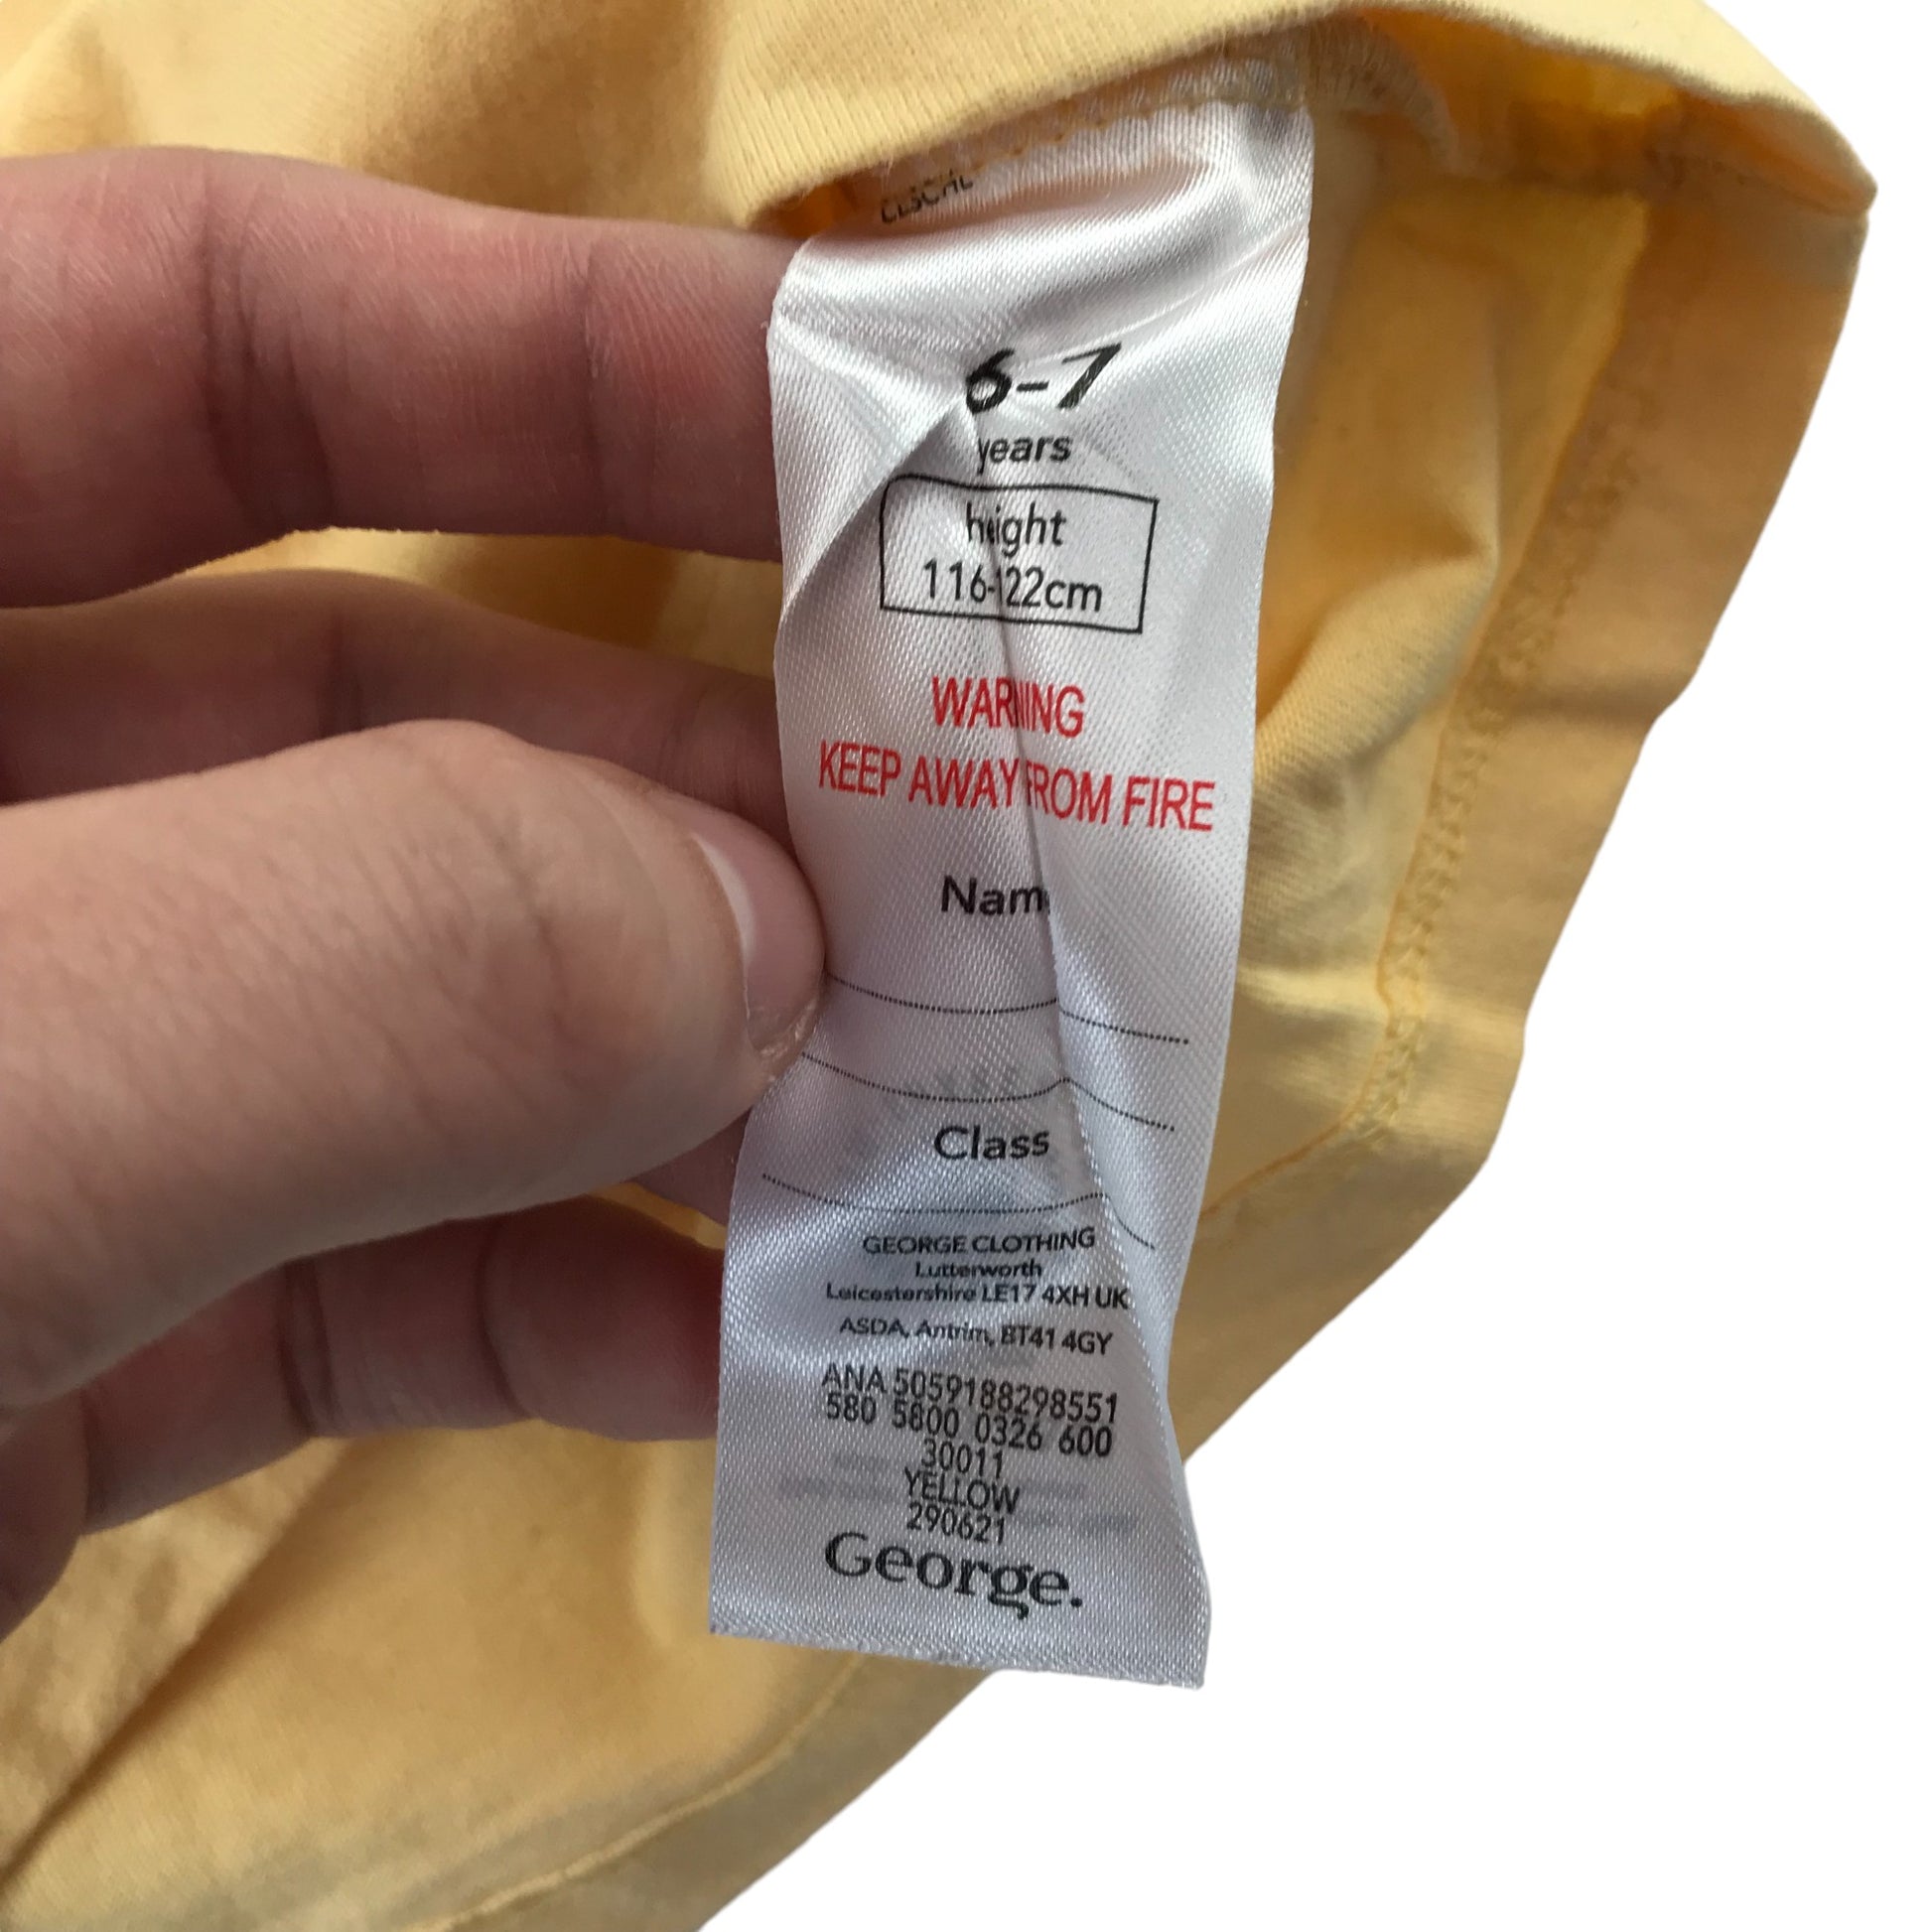 6-7
years
height
116-122cm
WARNING
KEEP AWAY FROM FIRE
Name
Class
GEORGE CLOTHING
Lutterworth
Leicestershire LE17 4XH UK
ASDA, Antrim, BT41 4GY
ANA 5059188298551
580 5800 0326 600
30011
YELLOW
290621
George.